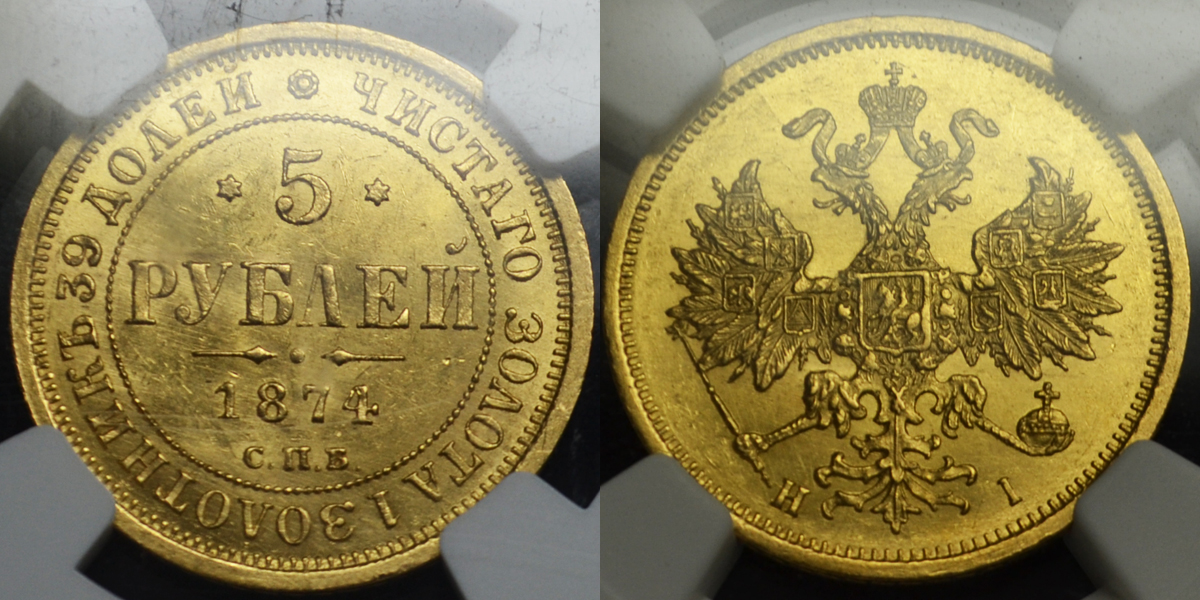 ЧИСТАГО ЗОЛОТА 1 ЗОЛОТНИКЪ 39 ДОЛЕЙ
5
РУБЛЕЙ
1874
С.П.Б.
Н I